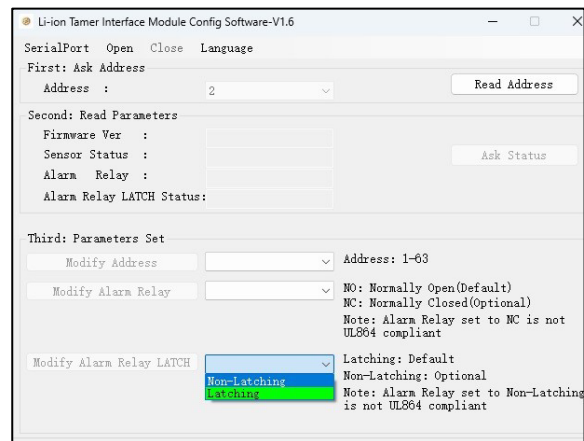 Li-ion Tamer Interface Module Config Software-V1.6
SerialPort Open Close Language
First: Ask Address
Address : 2 Read Address
Second: Read Parameters
Firmware Ver :
Sensor Status : Ask Status
Alarm Relay :
Alarm Relay LATCH Status:
Third: Parameters Set
Modify Address Address: 1-63
Modify Alarm Relay NO: Normally Open(Default)
NC: Normally Closed(Optional)
Note: Alarm Relay set to NC is not
UL864 compliant
Modify Alarm Relay LATCH Latching: Default
Non-Latching Non-Latching: Optional
Latching Note: Alarm Relay set to Non-Latching
is not UL864 compliant